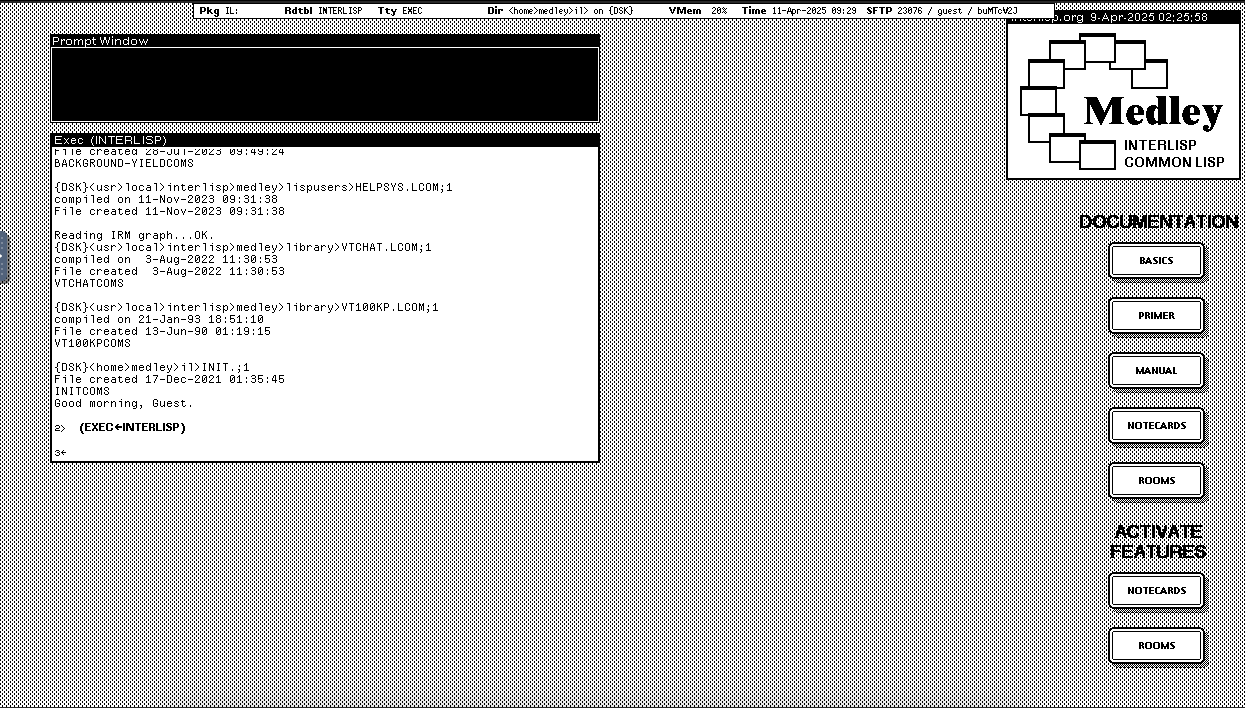 Pkg IL: Rdtbl INTERLISP Tty EXEC Dir <home>medley>il> on {DSK} VMem 20% Time 11-Apr-2025 09:29 SFTP 23076 / guest / buMTcV2J
Prompt Window
interlisp.org 9-Apr-2025 02:25:58
Medley
INTERLISP
COMMON LISP
Exec (INTERLISP)
File created 28-Jul-2023 09:49:24
BACKGROUND-YIELDCOMS
{DSK}<usr>local>interlisp>medley>lispusers>HELPSYS.LCOM;1
compiled on 11-Nov-2023 09:31:38
File created 11-Nov-2023 09:31:38
Reading IRM graph...OK.
{DSK}<usr>local>interlisp>medley>library>VTCHAT.LCOM;1
compiled on  3-Aug-2022 11:30:53
File created  3-Aug-2022 11:30:53
VTCHATCOMS
{DSK}<usr>local>interlisp>medley>library>VT100KP.LCOM;1
compiled on 21-Jan-93 18:51:10
File created 13-Jun-90 01:19:15
VT100KPCOMS
{DSK}<home>medley>il>INIT.;1
File created 17-Dec-2021 01:35:45
INITCOMS
Good morning, Guest.
2> (EXEC←INTERLISP)
3←
DOCUMENTATION
BASICS
PRIMER
MANUAL
NOTECARDS
ROOMS
ACTIVATE
FEATURES
NOTECARDS
ROOMS